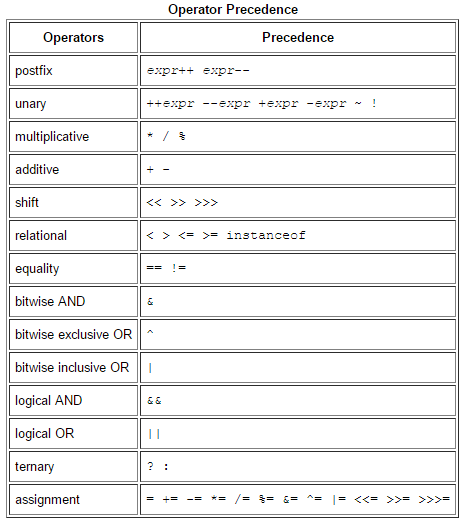 Operator Precedence
Operators Precedence
postfix expr++ expr--
unary ++expr --expr +expr -expr ~ !
multiplicative * / %
additive + -
shift << >> >>>
relational < > <= >= instanceof
equality == !=
bitwise AND &
bitwise exclusive OR ^
bitwise inclusive OR |
logical AND &&
logical OR ||
ternary ? :
assignment = += -= *= /= %= &= ^= |= <<= >>= >>>=